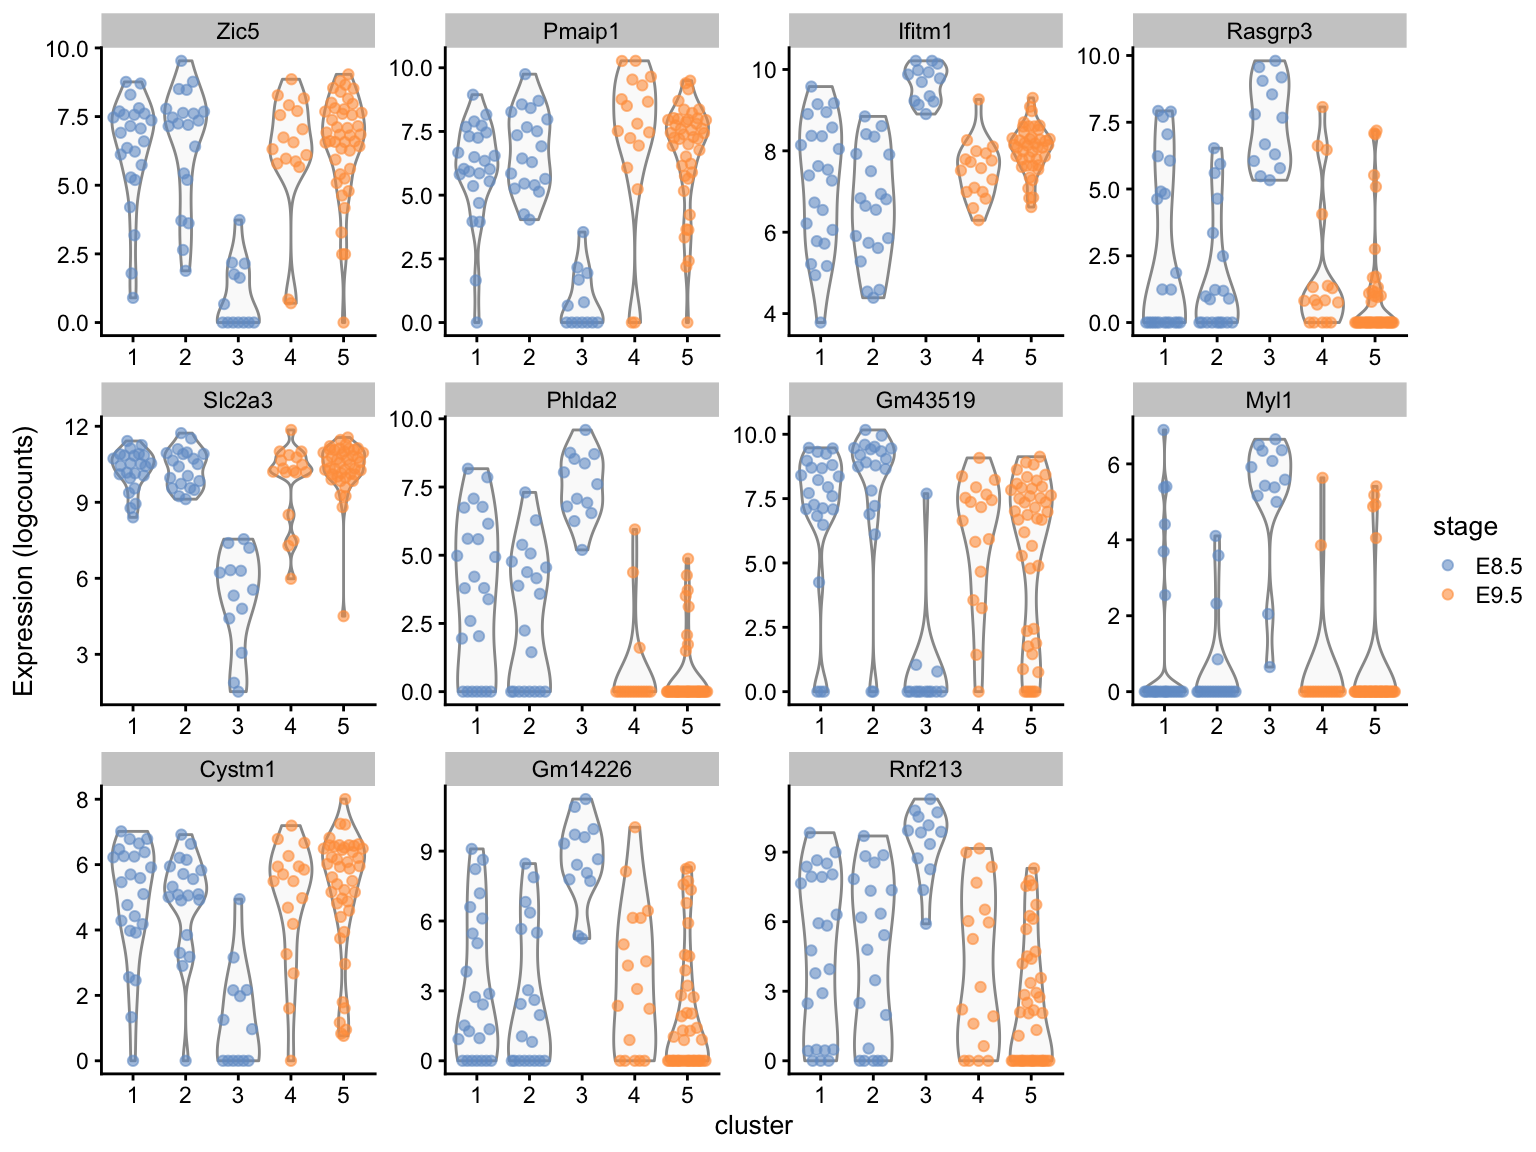 Zic5 Pmaip1 Ifitm1 Rasgrp3
10.0 7.5 5.0 2.5 0.0
10.0 7.5 5.0 2.5 0.0
10 8 6 4
10.0 7.5 5.0 2.5 0.0
1 2 3 4 5 1 2 3 4 5 1 2 3 4 5 1 2 3 4 5
Slc2a3 Phlda2 Gm43519 Myl1
12 9 6 3
10.0 7.5 5.0 2.5 0.0
10.0 7.5 5.0 2.5 0.0
6 4 2 0
1 2 3 4 5 1 2 3 4 5 1 2 3 4 5 1 2 3 4 5
Cystm1 Gm14226 Rnf213
8 6 4 2 0
9 6 3 0
9 6 3 0
1 2 3 4 5 1 2 3 4 5 1 2 3 4 5
Expression (logcounts)
cluster
stage
E8.5
E9.5